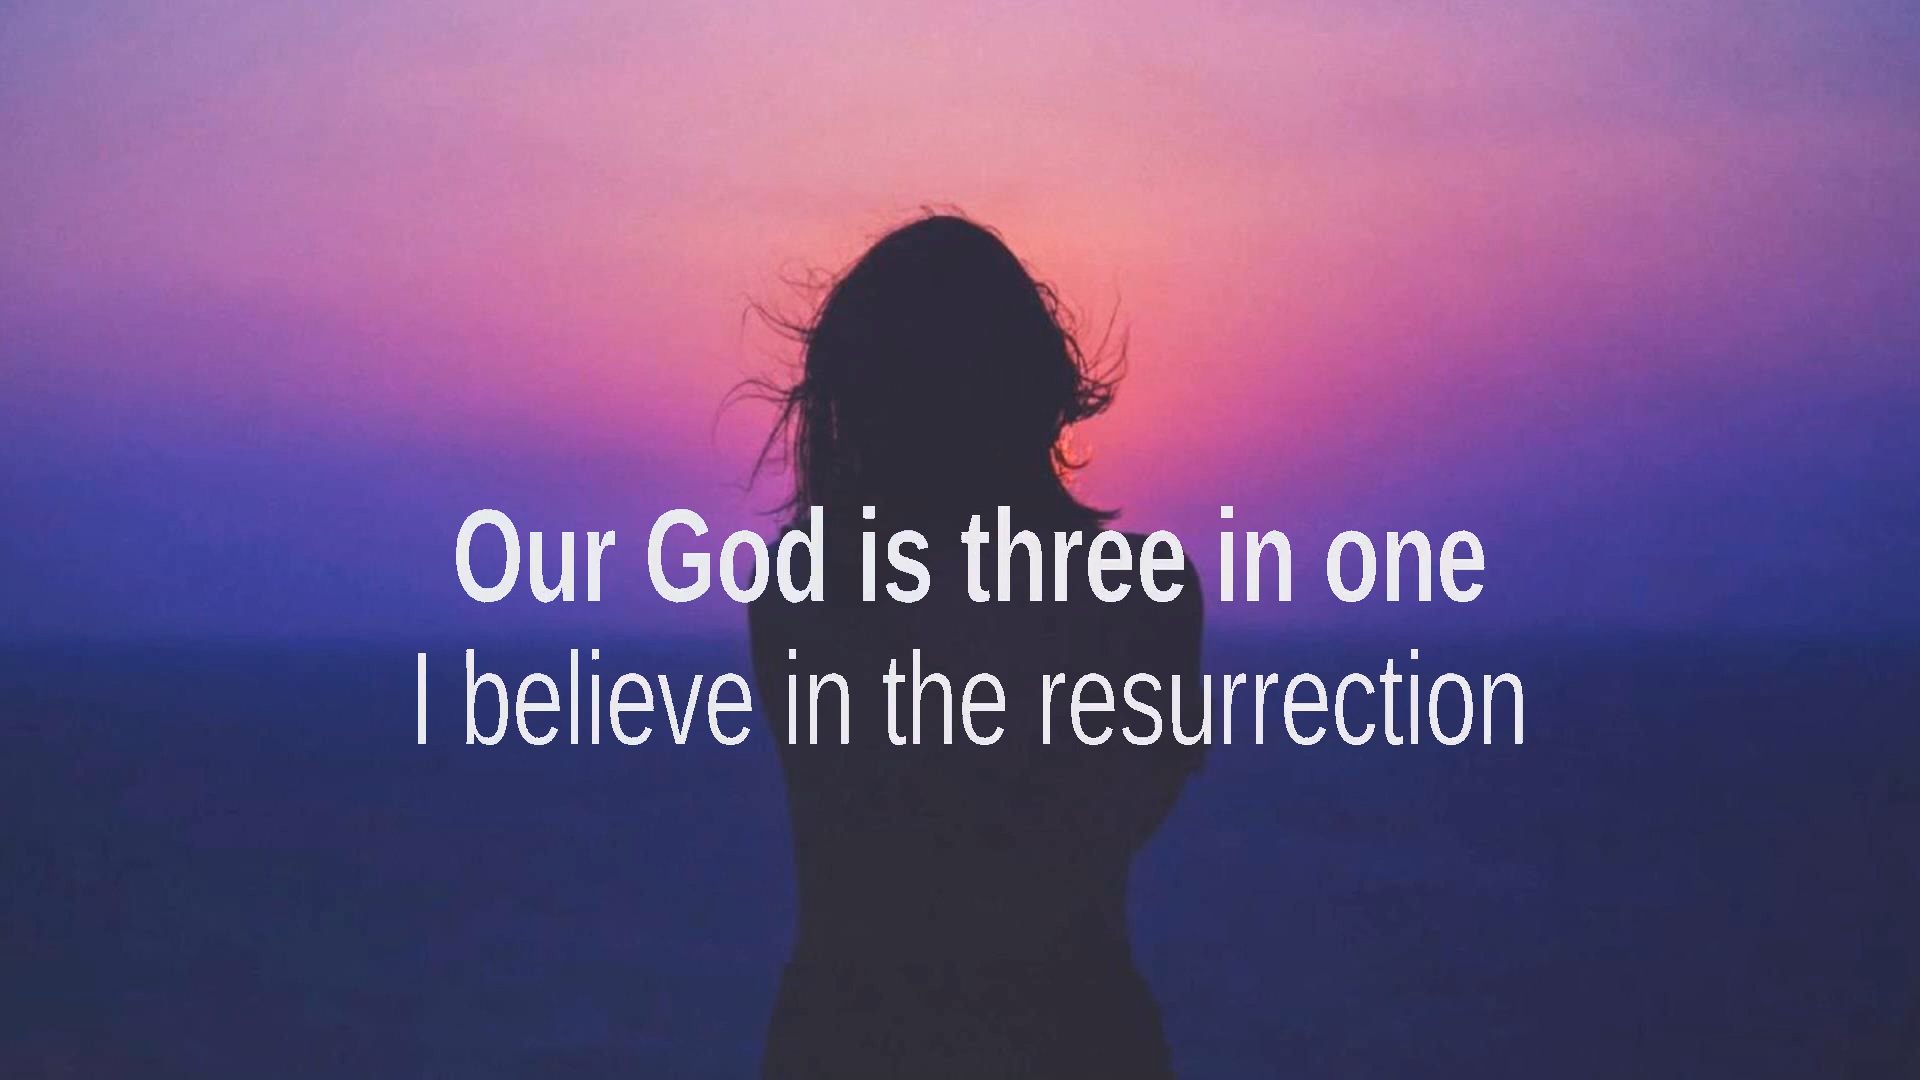 Our God is three in one
I believe in the resurrection